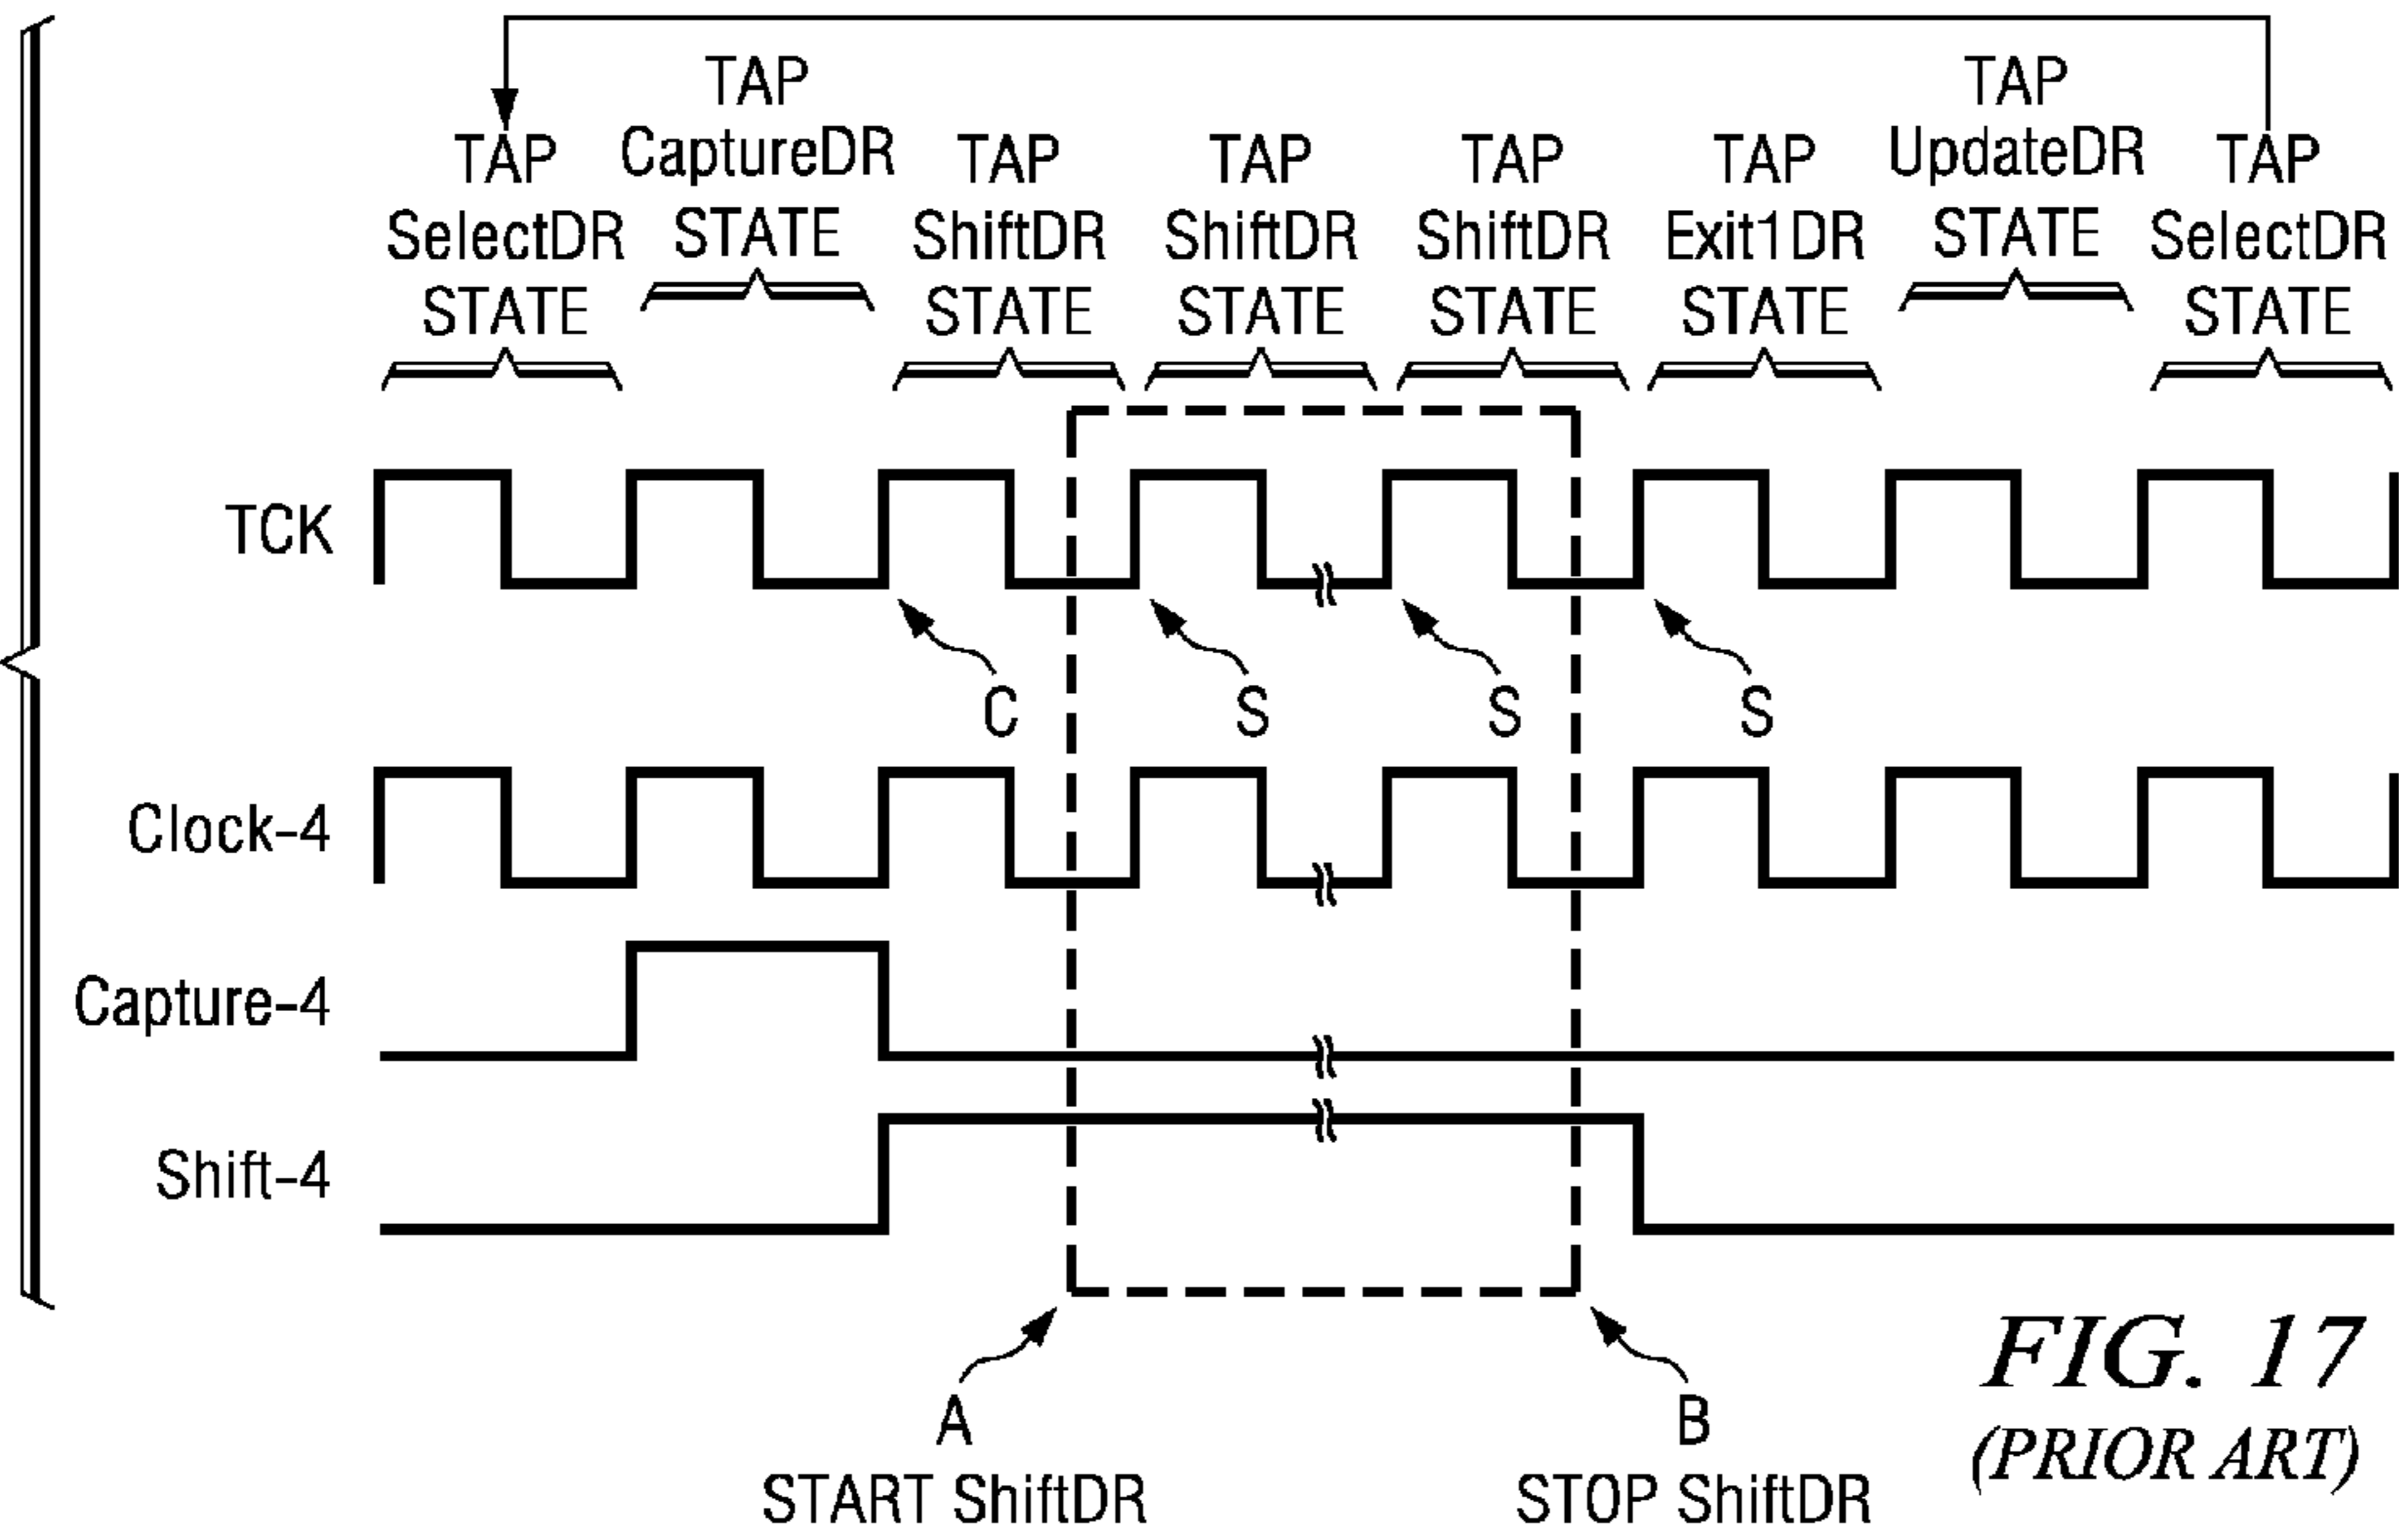 TAP
SelectDR
STATE
TAP
CaptureDR
STATE
TAP
ShiftDR
STATE
TAP
ShiftDR
STATE
TAP
ShiftDR
STATE
TAP
Exit1DR
STATE
TAP
UpdateDR
STATE
TAP
SelectDR
STATE
TCK
C
S
S
S
Clock-4
Capture-4
Shift-4
A
START ShiftDR
B
STOP ShiftDR
FIG. 17
(PRIOR ART)